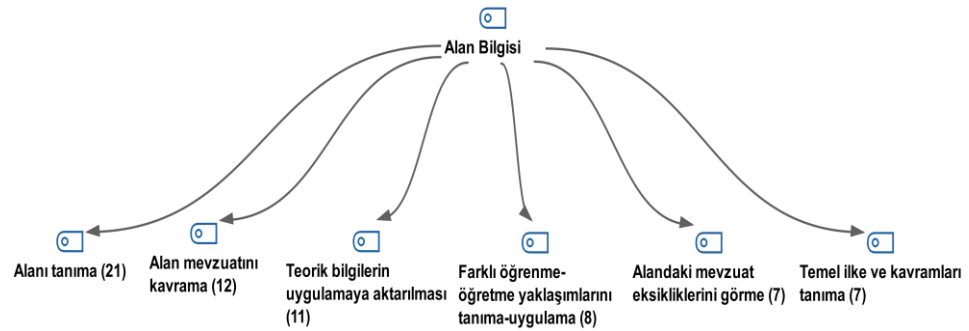 Alan Bilgisi
Alanı tanıma (21)
Alan mevzuatını
kavrama (12)
Teorik bilgilerin
uygulamaya aktarılması
(11)
Farklı öğrenme-
öğretme yaklaşımlarını
tanıma-uygulama (8)
Alandaki mevzuat
eksikliklerini görme (7)
Temel ilke ve kavramları
tanıma (7)